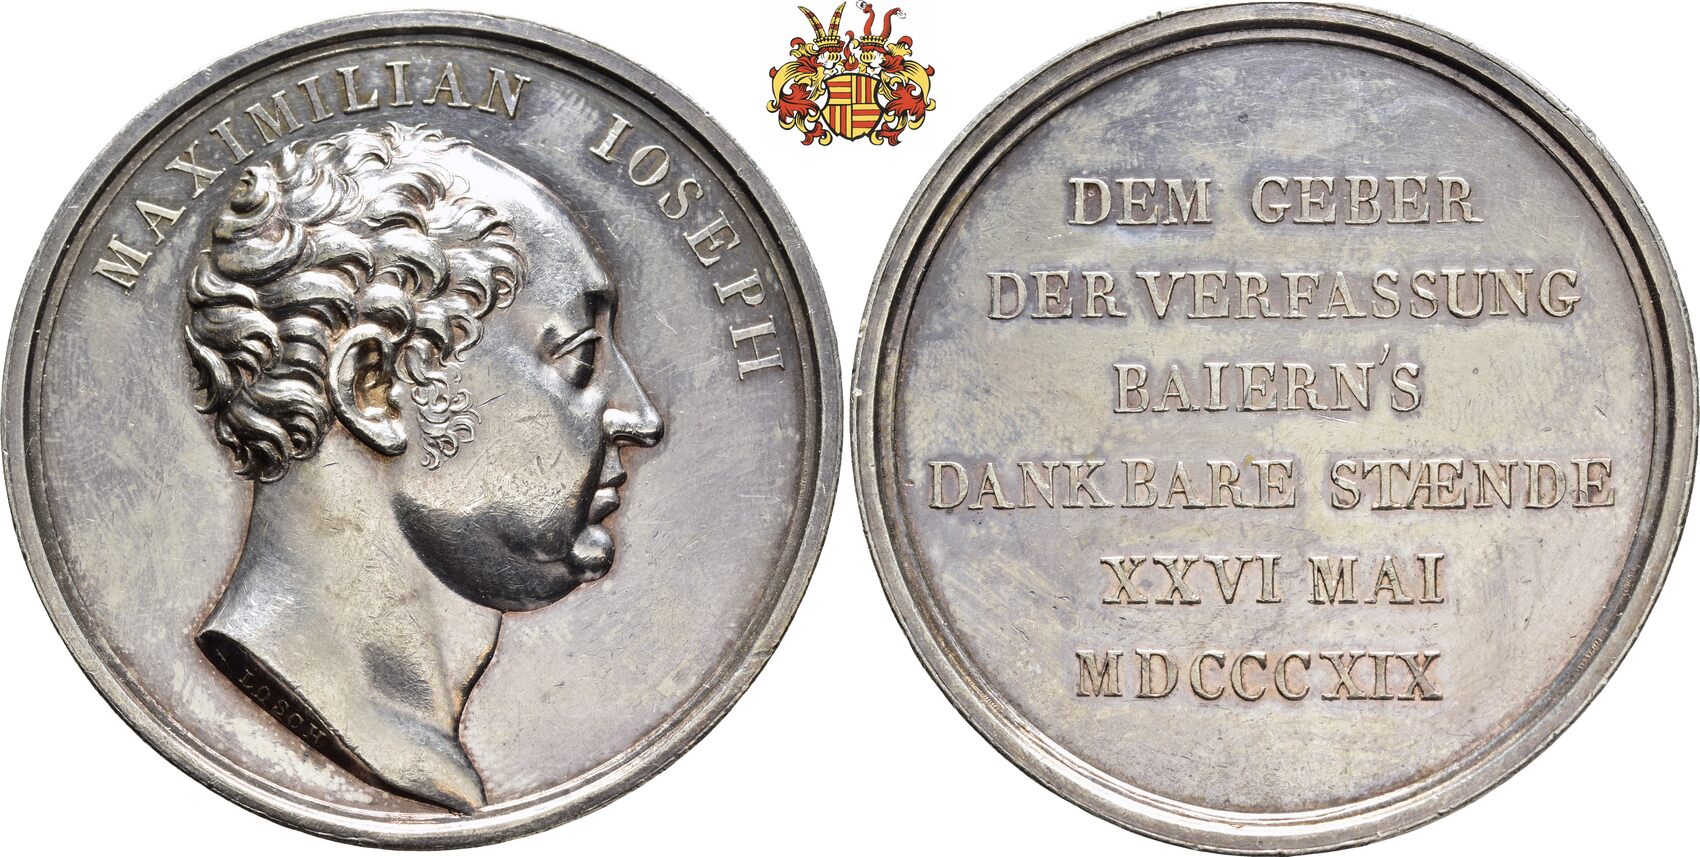 MAXIMILIAN IOSEPH
LOSCH
DEM GEBER
DER VERFASSUNG
BAIERN'S
DANKBARE STÆNDE
XXVI MAI
MDCCCXIX